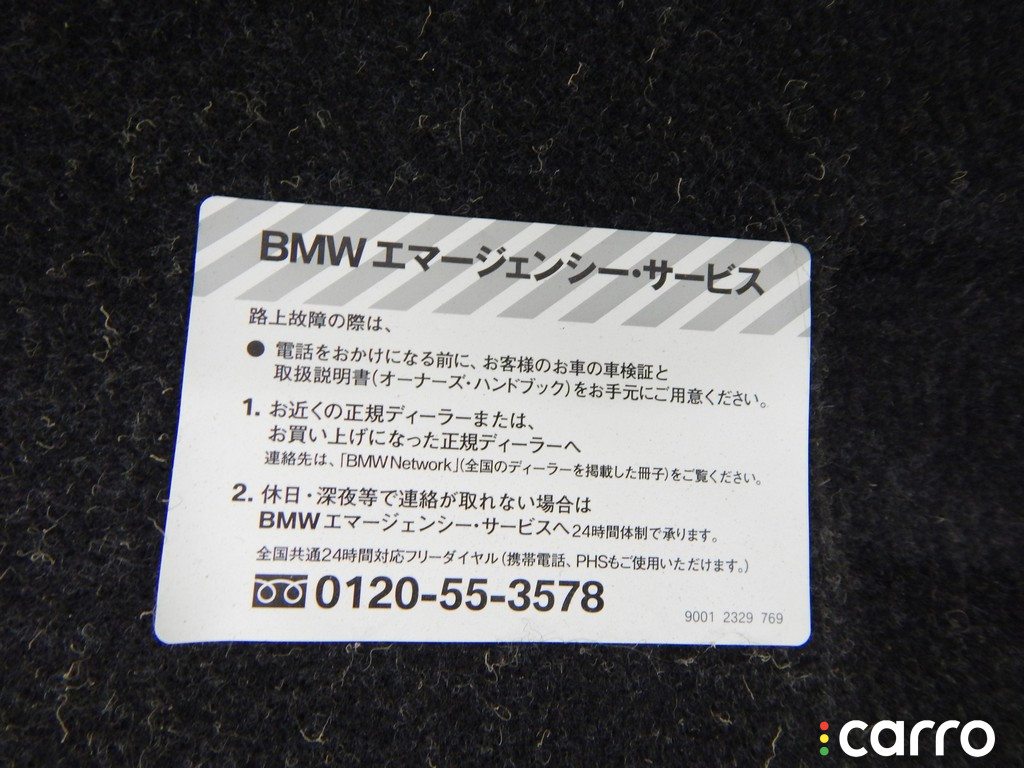 BMW エマージェンシー・サービス
路上故障の際は、
● 電話をおかけになる前に、お客様のお車の車検証と
取扱説明書(オーナーズ・ハンドブック)をお手元にご用意ください。
1. お近くの正規ディーラーまたは、
お買い上げになった正規ディーラーへ
連絡先は、「BMW Network」(全国のディーラーを掲載した冊子)をご覧ください。
2. 休日・深夜等で連絡が取れない場合は
BMW エマージェンシー・サービスへ 24時間体制で承ります。
全国共通24時間対応フリーダイヤル(携帯電話、PHSもご使用いただけます。)
0120-55-3578
9001 2329 769
carro